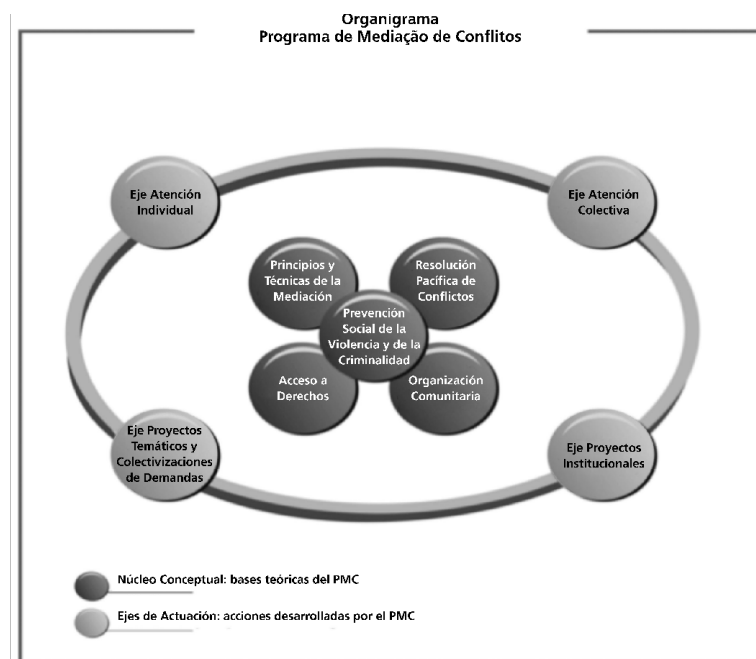 Organigrama
Programa de Mediação de Conflitos
Eje Atención
Individual
Eje Atención
Colectiva
Principios y
Técnicas de la
Mediación
Resolución
Pacífica de
Conflictos
Prevención
Social de la
Violencia y de la
Criminalidad
Acceso a
Derechos
Organización
Comunitaria
Eje Proyectos
Temáticos y
Colectivizaciones
de Demandas
Eje Proyectos
Institucionales
Núcleo Conceptual: bases teóricas del PMC
Ejes de Actuación: acciones desarrolladas por el PMC